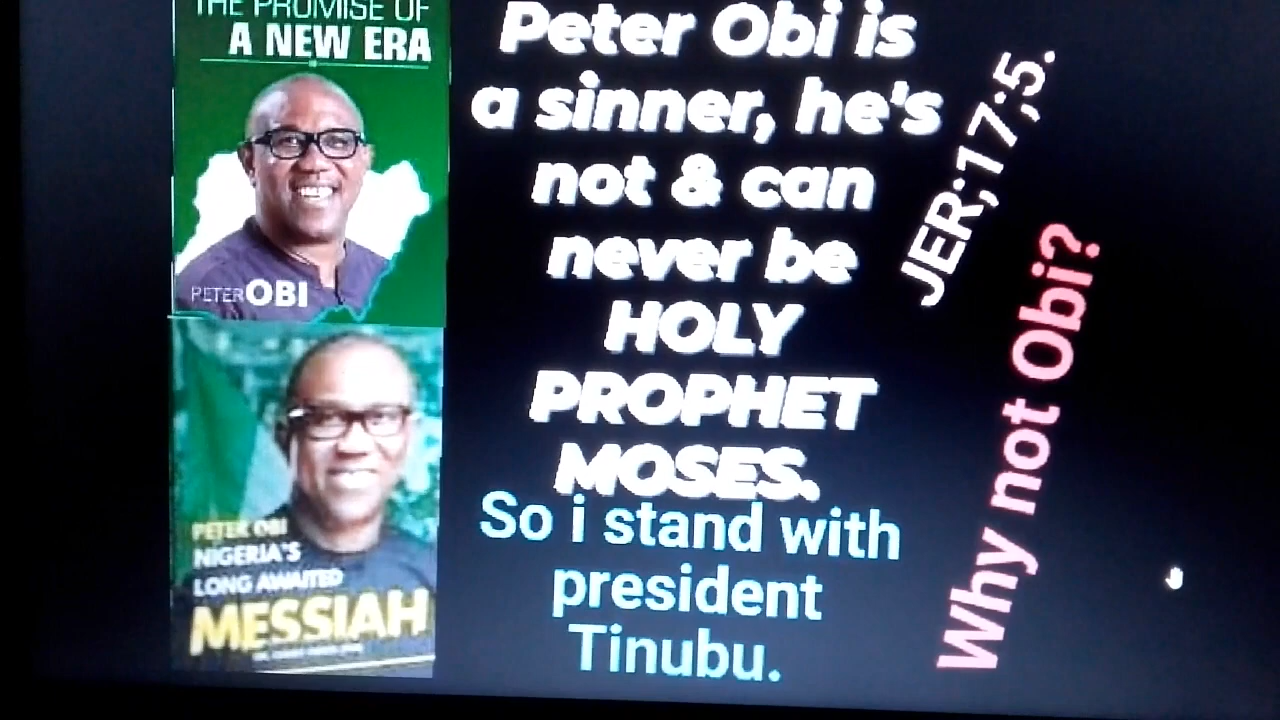 THE PROMISE OF
A NEW ERA
PETER OBI
PETER OBI
NIGERIA'S
LONG AWAITED
MESSIAH
Peter Obi is
a sinner, he's
not & can
never be
HOLY
PROPHET
MOSES.
So i stand with
president
Tinubu.
JER;17;5.
Why not Obi?